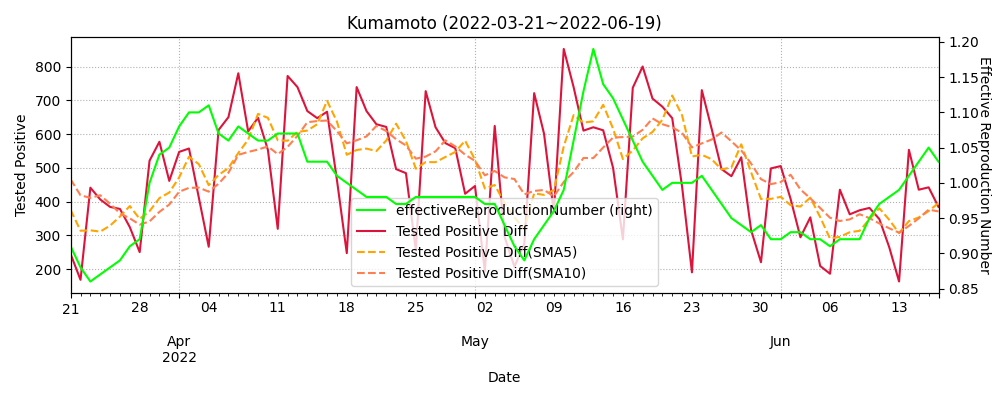 Kumamoto (2022-03-21~2022-06-19)
Tested Positive
800
700
600
500
400
300
200
1.20
1.15
1.10
1.05
1.00
0.95
0.90
0.85
Effective Reproduction Number
effectiveReproductionNumber (right)
Tested Positive Diff
Tested Positive Diff(SMA5)
Tested Positive Diff(SMA10)
21 28 04 11 18 25 02 09 16 23 30 06 13
Apr May Jun
2022
Date